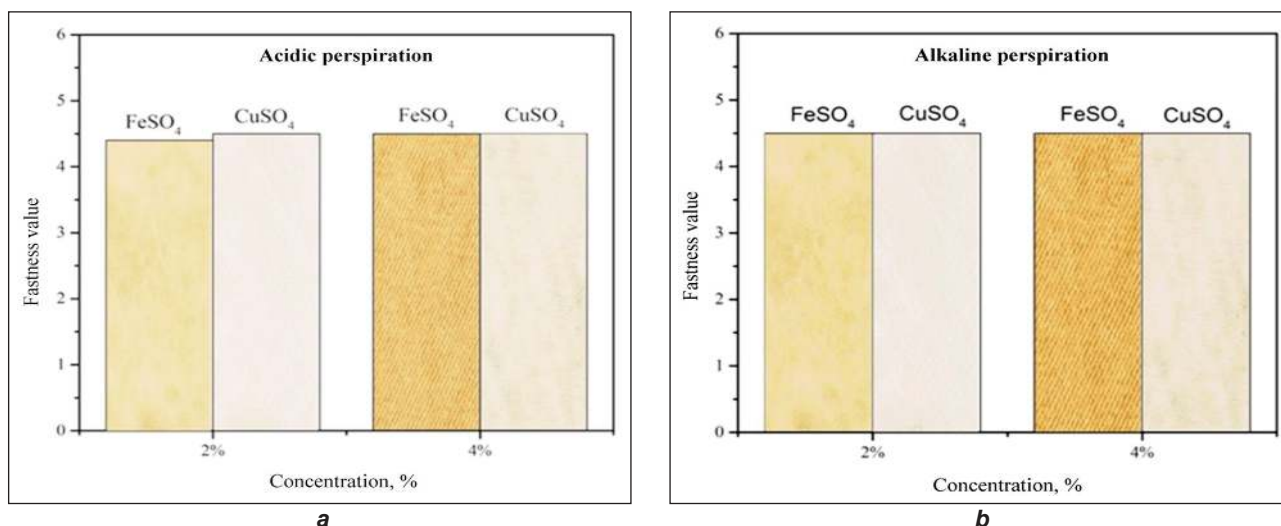 Acidic perspiration
6
5
4
3
2
1
0
Fastness value
FeSO₄
CuSO₄
FeSO₄
CuSO₄
2%
4%
Concentration, %
a
Alkaline perspiration
6
5
4
3
2
1
0
Fastness value
FeSO₄
CuSO₄
FeSO₄
CuSO₄
2%
4%
Concentration, %
b